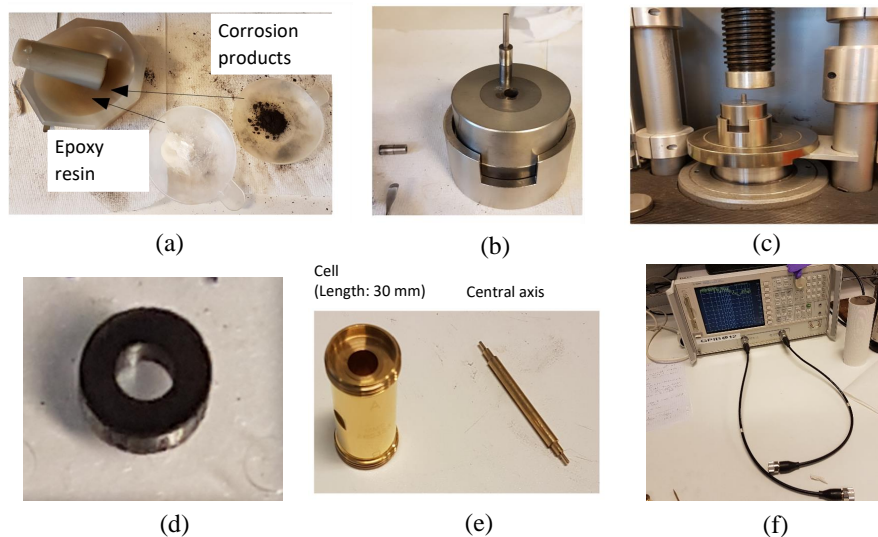 Corrosion
products
Epoxy
resin
(a)
(b)
(c)
Cell
(Length: 30 mm)
Central axis
(d)
(e)
(f)